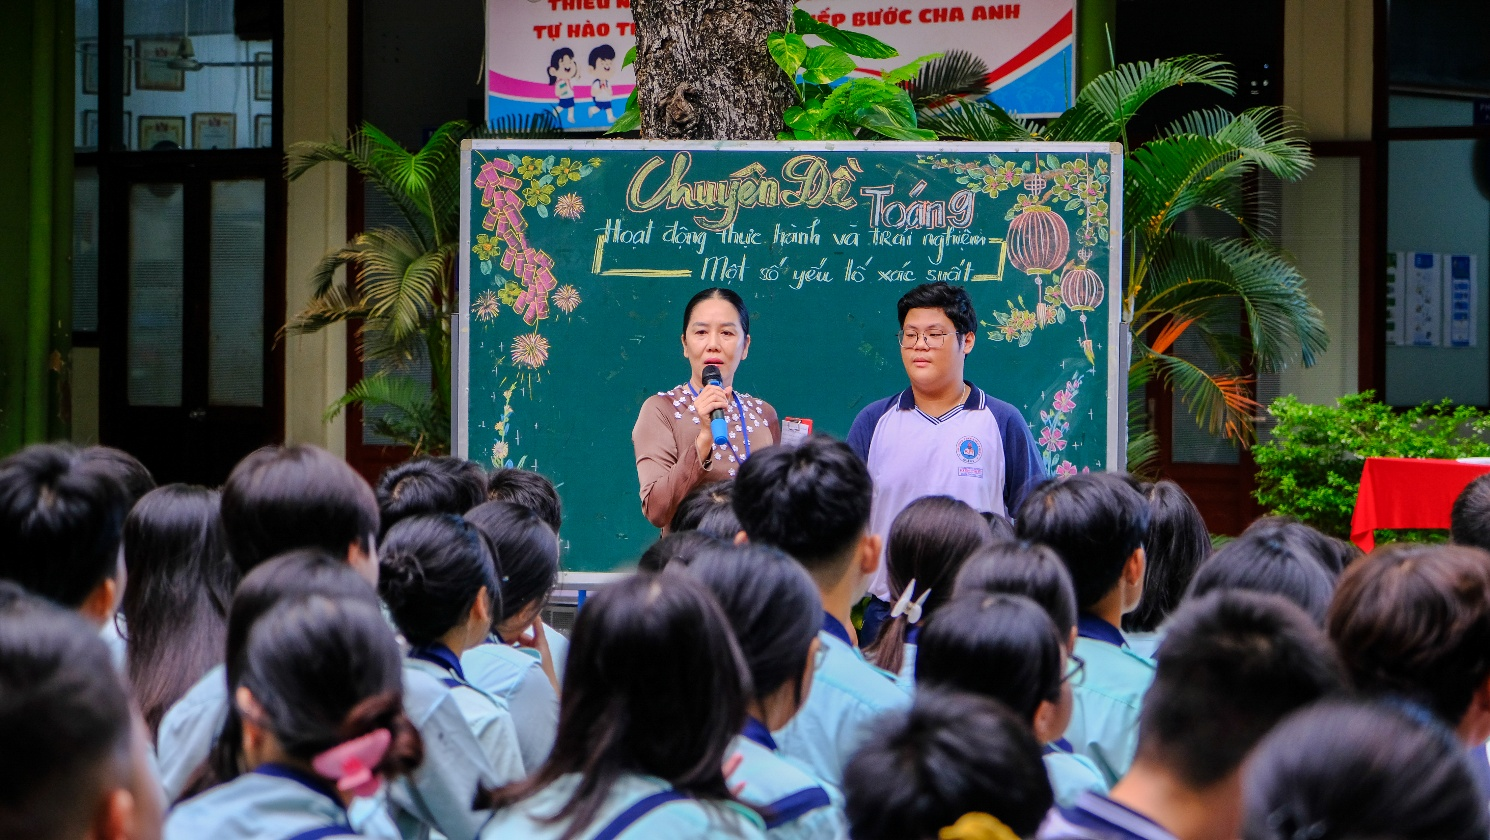 THIẾU N
TỰ HÀO T
ẾP BƯỚC CHA ANH
Chuyên Đề Toán 9
Hoạt động thực hành và trải nghiệm
Một số yếu tố xác suất